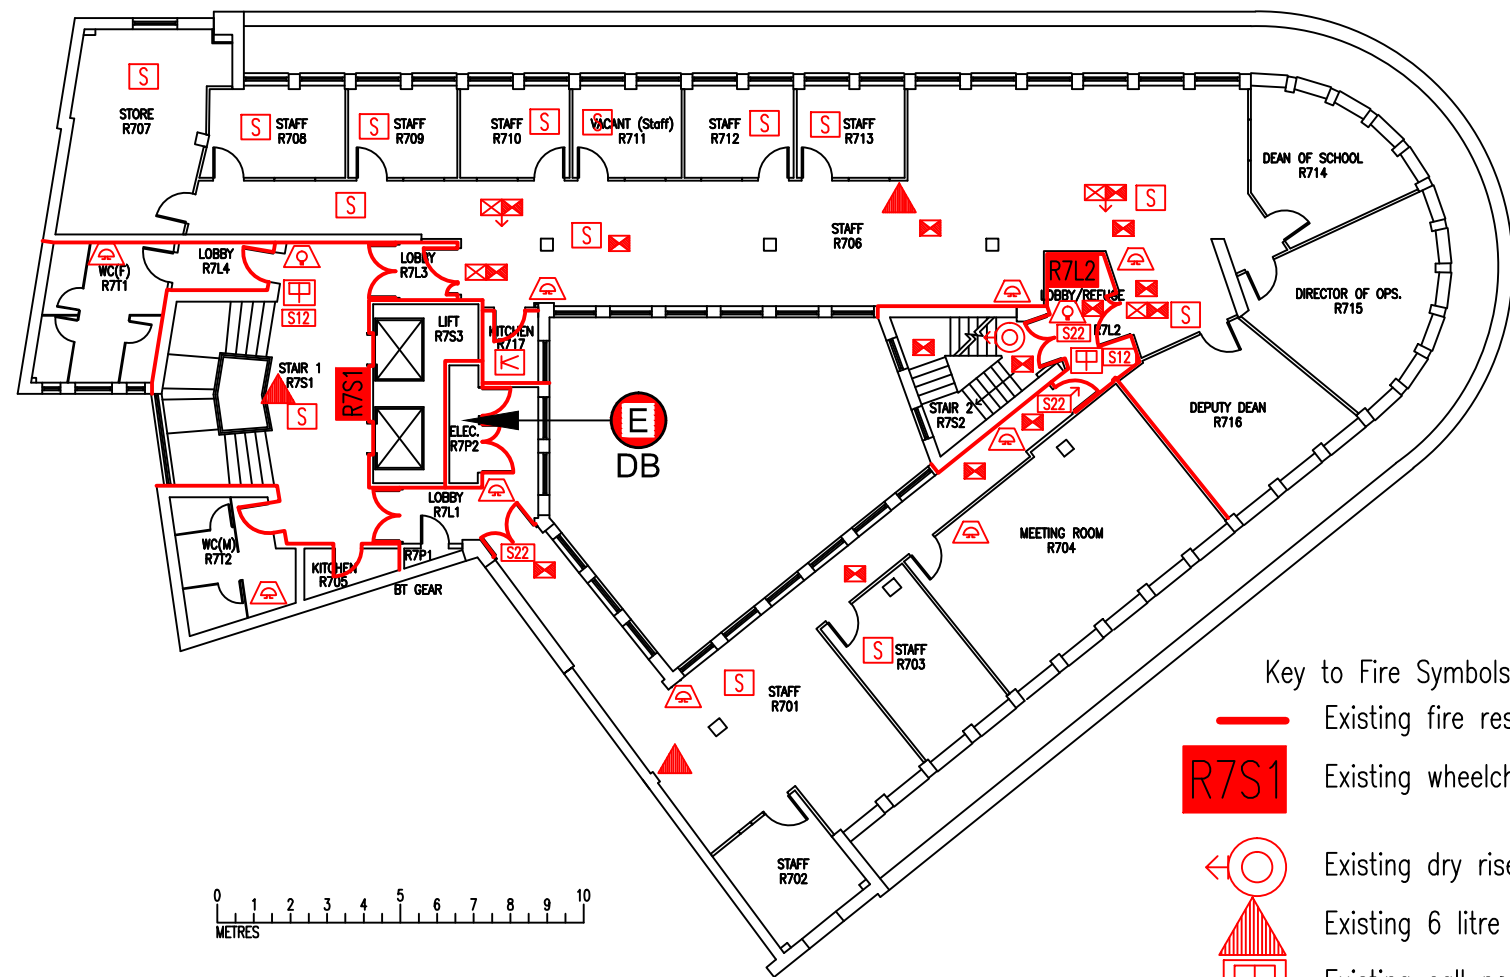 S
STORE
R707
S
STAFF
R708
S
STAFF
R709
STAFF
R710
S
S
VACANT (Staff)
R711
STAFF
R712
S
S
STAFF
R713
DEAN OF SCHOOL
R714
S
S
S
STAFF
R706
LOBBY
R7L4
WC(F)
R7T1
LOBBY
R7L3
S12
R7L2
LOBBY/REFUGE
R7L2
S
S22
S12
DIRECTOR OF OPS.
R715
LIFT
R7S3
KITCHEN
R717
K
STAIR 1
R7S1
R7S1
S
ELEC.
R7P2
E
DB
STAIR 2
R7S2
S22
DEPUTY DEAN
R716
LOBBY
R7L1
WC(M)
R7T2
KITCHEN
R705
R7P1
BT GEAR
S22
MEETING ROOM
R704
S
STAFF
R703
S
STAFF
R701
STAFF
R702
0 1 2 3 4 5 6 7 8 9 10
METRES
Key to Fire Symbols
Existing fire res
R7S1
Existing wheelch
Existing dry rise
Existing 6 litre